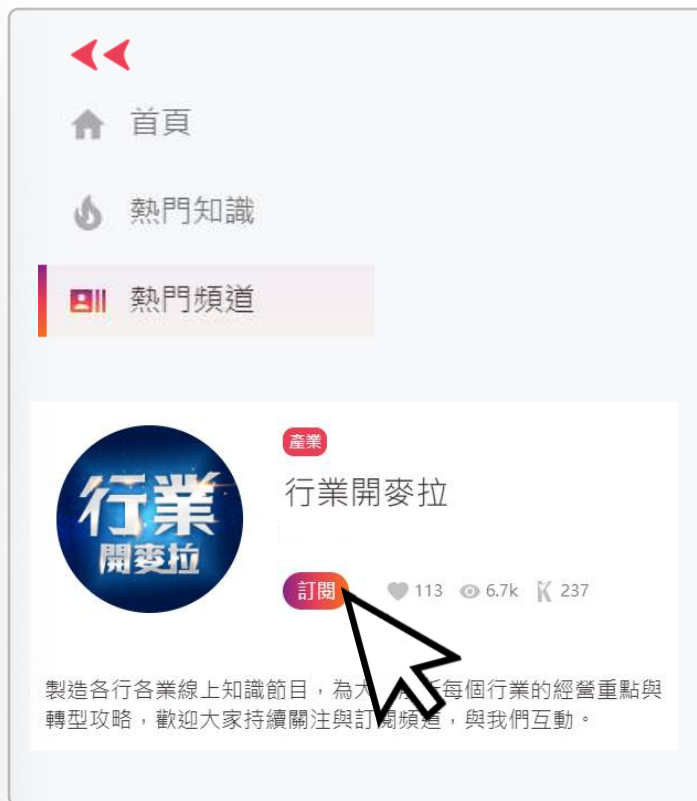 首頁
熱門知識
熱門頻道
行業
開麥拉
產業
行業開麥拉
訂閱
113 6.7k 237
製造各行各業線上知識節目，為大 每個行業的經營重點與
轉型攻略，歡迎大家持續關注與訂閱頻道，與我們互動。